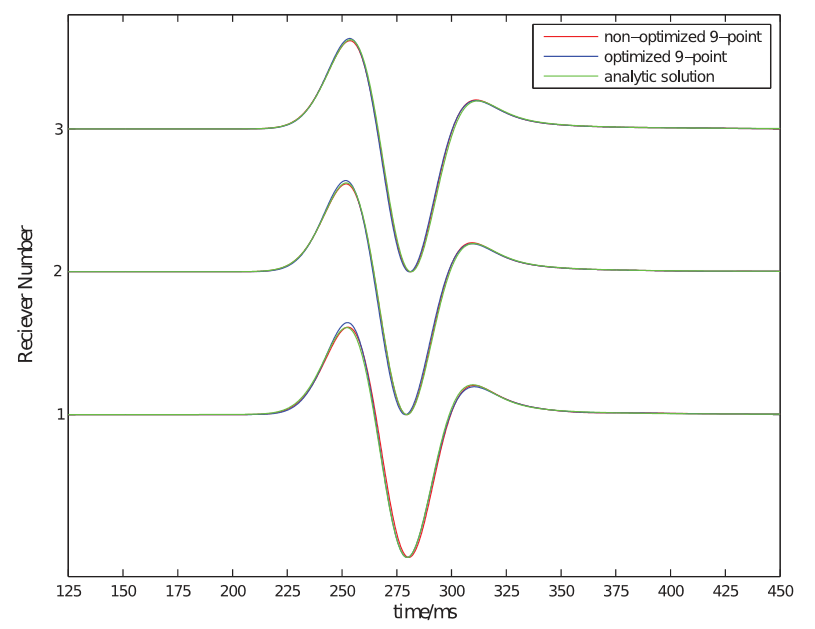 non−optimized 9−point
optimized 9−point
analytic solution
3
2
1
Reciever Number
125 150 175 200 225 250 275 300 325 350 375 400 425 450
time/ms